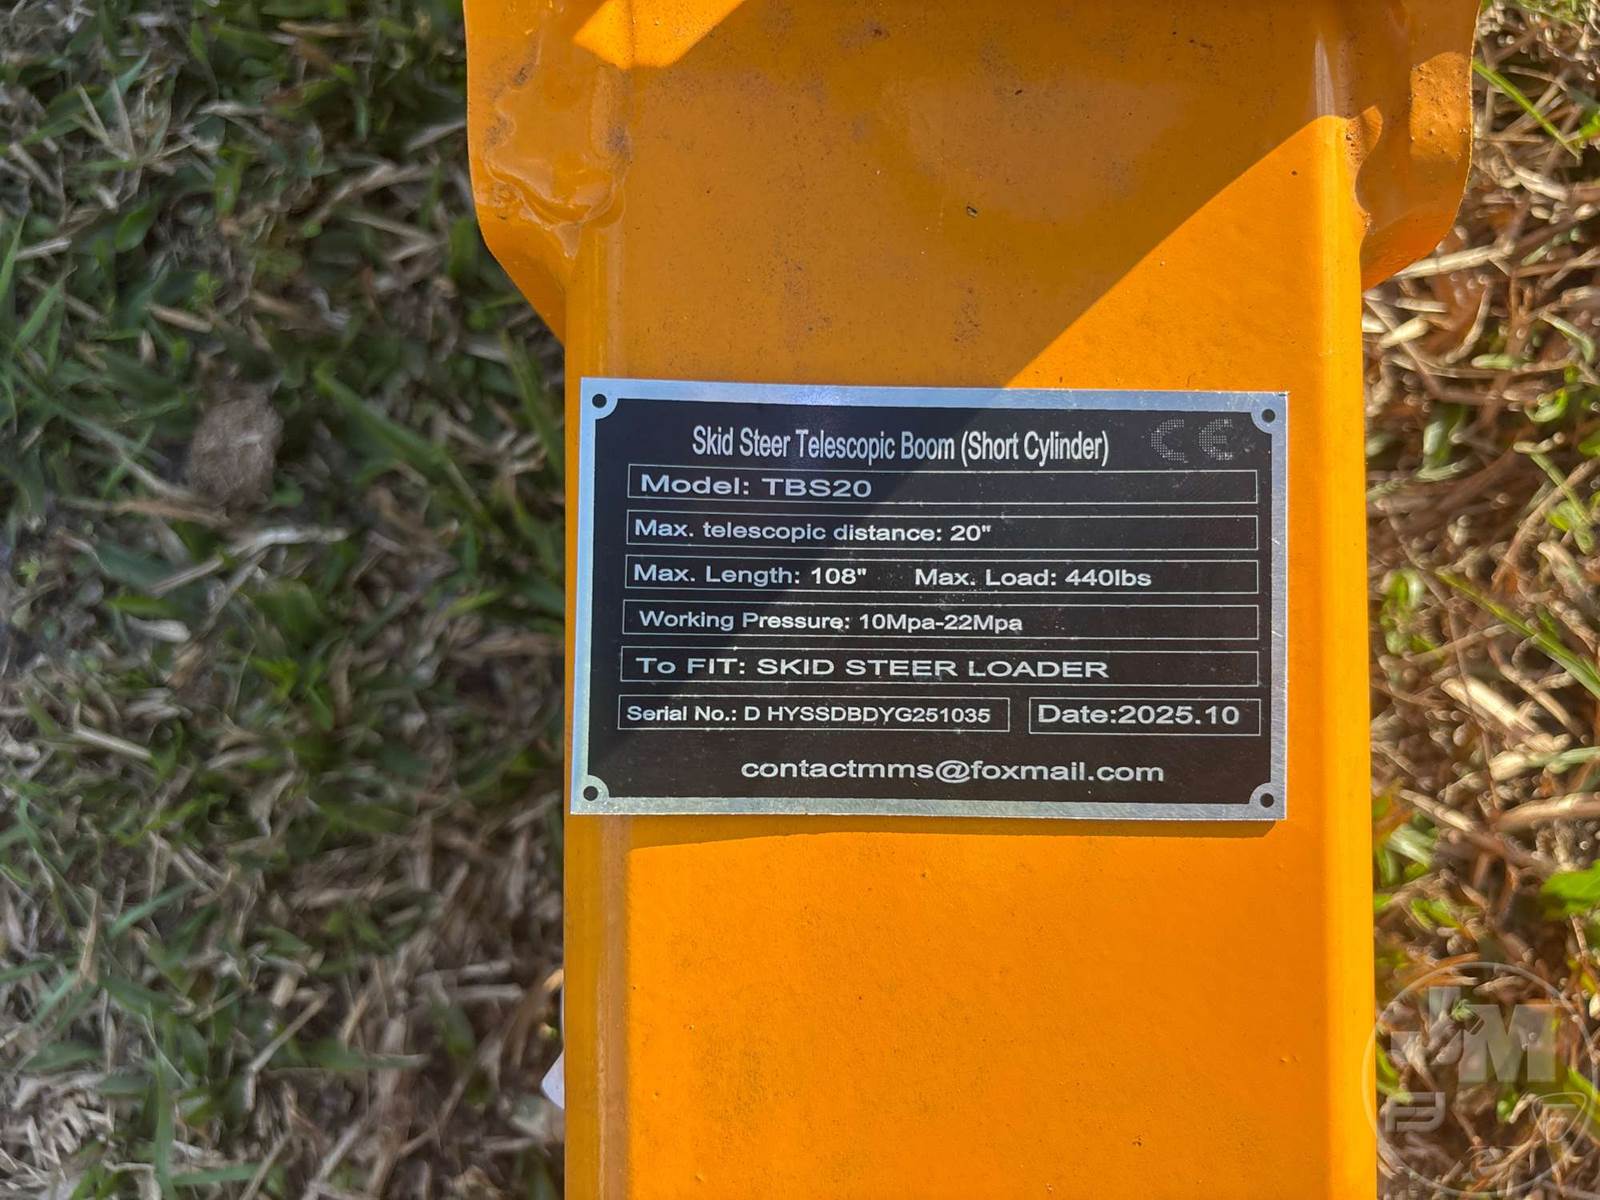 Skid Steer Telescopic Boom (Short Cylinder) CE
Model: TBS20
Max. telescopic distance: 20"
Max. Length: 108" Max. Load: 440lbs
Working Pressure: 10Mpa-22Mpa
To FIT: SKID STEER LOADER
Serial No.: D HYSSDBDYG251035 Date:2025.10
contactmms@foxmail.com
JM